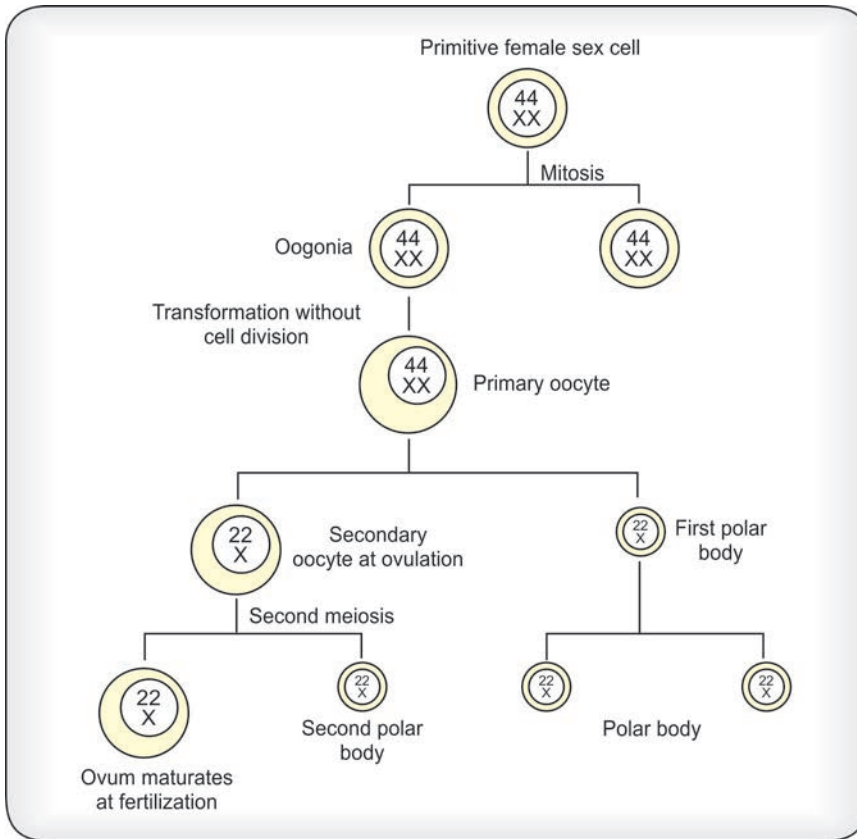 Primitive female sex cell
44
XX
Mitosis
Oogonia
44
XX
44
XX
Transformation without
cell division
44
XX
Primary oocyte
22
X
Secondary
oocyte at ovulation
22
X
First polar
body
Second meiosis
22
X
22
X
22
X
22
X
Second polar
body
Polar body
Ovum maturates
at fertilization